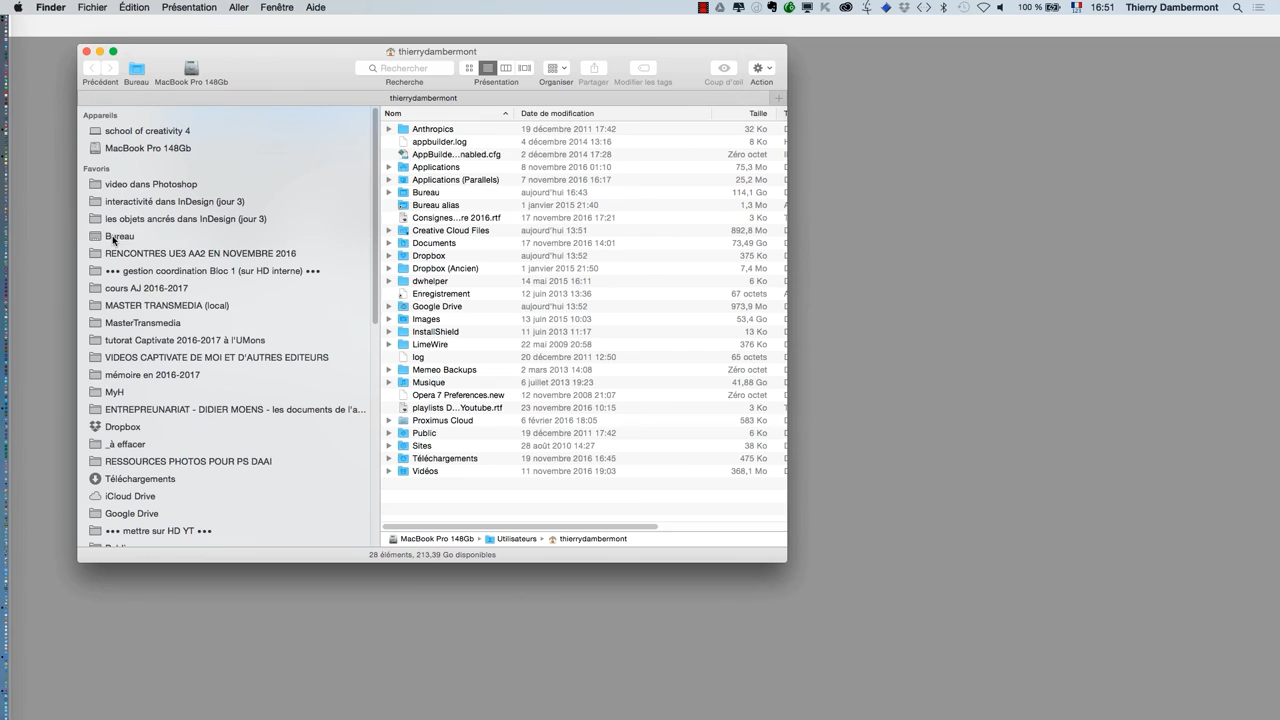 Finder Fichier Édition Présentation Aller Fenêtre Aide 100 % 16:51 Thierry Dambermont
thierrydambermont
Rechercher
Précédent Bureau MacBook Pro 148Gb Recherche Présentation Organiser Partager Modifier les tags Coup d'œil Action
thierrydambermont
Appareils
school of creativity 4
MacBook Pro 148Gb
Favoris
video dans Photoshop
interactivité dans InDesign (jour 3)
les objets ancrés dans InDesign (jour 3)
Bureau
RENCONTRES UE3 AA2 EN NOVEMBRE 2016
••• gestion coordination Bloc 1 (sur HD interne) •••
cours AJ 2016-2017
MASTER TRANSMEDIA (local)
MasterTransmedia
tutorat Captivate 2016-2017 à l'UMons
VIDEOS CAPTIVATE DE MOI ET D'AUTRES EDITEURS
mémoire en 2016-2017
MyH
ENTREPREUNARIAT - DIDIER MOENS - les documents de l'a...
Dropbox
_à effacer
RESSOURCES PHOTOS POUR PS DAAI
Téléchargements
iCloud Drive
Google Drive
••• mettre sur HD YT •••
Nom Date de modification Taille
Anthropics 19 décembre 2011 17:42 32 Ko
appbuilder.log 4 décembre 2014 13:16 8 Ko
AppBuilde...nabled.cfg 2 décembre 2014 17:28 Zéro octet
Applications 8 novembre 2016 01:10 75,3 Mo
Applications (Parallels) 7 novembre 2016 16:17 25,2 Mo
Bureau aujourd'hui 16:43 114,1 Go
Bureau alias 1 janvier 2015 21:40 1,3 Mo
Consignes...re 2016.rtf 17 novembre 2016 17:21 3 Ko
Creative Cloud Files aujourd'hui 13:51 892,8 Mo
Documents 17 novembre 2016 14:01 73,49 Go
Dropbox aujourd'hui 13:52 375 Ko
Dropbox (Ancien) 1 janvier 2015 21:50 7,4 Mo
dwhelper 14 mai 2015 16:11 6 Ko
Enregistrement 12 juin 2013 13:36 67 octets
Google Drive aujourd'hui 13:52 973,9 Mo
Images 13 juin 2015 10:03 53,4 Go
InstallShield 11 juin 2013 11:17 13 Ko
LimeWire 22 mai 2009 20:58 6 Ko
log 20 décembre 2011 12:50 65 octets
Memeo Backups 2 mars 2013 14:08 Zéro octet
Musique 6 juillet 2013 19:23 41,88 Go
Opera 7 Preferences.new 12 novembre 2008 21:07 Zéro octet
playlists D...Youtube.rtf 23 novembre 2016 10:15 3 Ko
Proximus Cloud 6 février 2016 18:05 583 Ko
Public 19 décembre 2011 17:42 6 Ko
Sites 28 août 2010 14:27 38 Ko
Téléchargements 19 novembre 2016 16:45 475 Ko
Vidéos 11 novembre 2016 19:03 368,1 Mo
MacBook Pro 148Gb Utilisateurs thierrydambermont
28 éléments, 213,39 Go disponibles